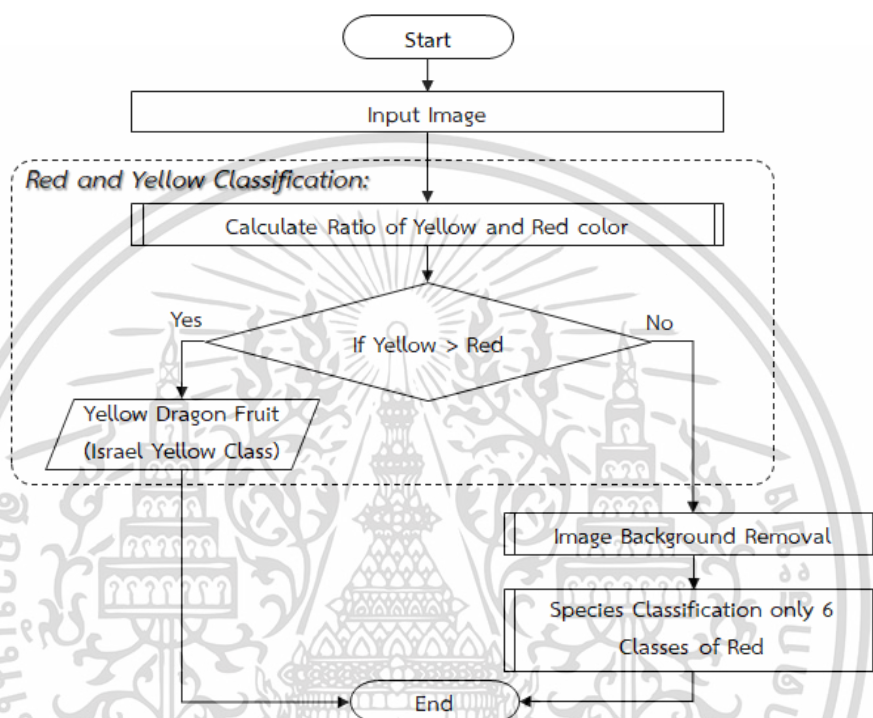 Start
Input Image
Red and Yellow Classification:
Calculate Ratio of Yellow and Red color
If Yellow > Red
Yes
No
Yellow Dragon Fruit
(Israel Yellow Class)
Image Background Removal
Species Classification only 6
Classes of Red
End